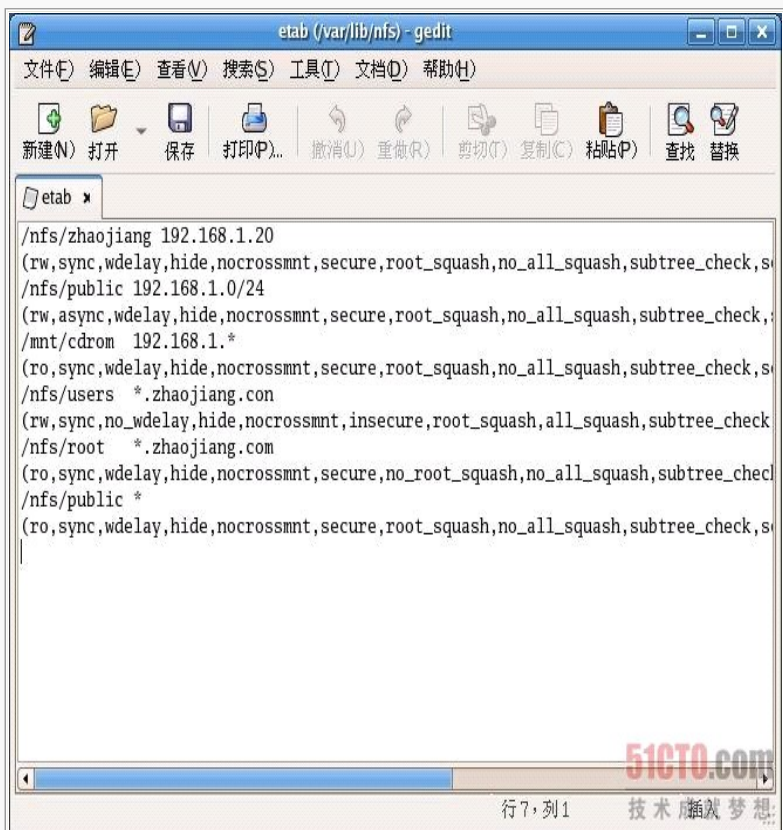 etab (/var/lib/nfs) - gedit
文件(F) 编辑(E) 查看(V) 搜索(S) 工具(T) 文档(D) 帮助(H)
新建(N) 打开 保存 打印(P)... 撤消(U) 重做(R) 剪切(T) 复制(C) 粘贴(P) 查找 替换
etab
/nfs/zhaojiang 192.168.1.20
(rw,sync,wdelay,hide,nocrossmnt,secure,root_squash,no_all_squash,subtree_check,s
/nfs/public 192.168.1.0/24
(rw,async,wdelay,hide,nocrossmnt,secure,root_squash,no_all_squash,subtree_check,
/mnt/cdrom 192.168.1.*
(ro,sync,wdelay,hide,nocrossmnt,secure,root_squash,no_all_squash,subtree_check,s
/nfs/users *.zhaojiang.con
(rw,sync,no_wdelay,hide,nocrossmnt,insecure,root_squash,all_squash,subtree_check
/nfs/root *.zhaojiang.com
(ro,sync,wdelay,hide,nocrossmnt,secure,no_root_squash,no_all_squash,subtree_chec
/nfs/public *
(ro,sync,wdelay,hide,nocrossmnt,secure,root_squash,no_all_squash,subtree_check,s
51CTO.com
行 7，列 1 插入
技术成就梦想